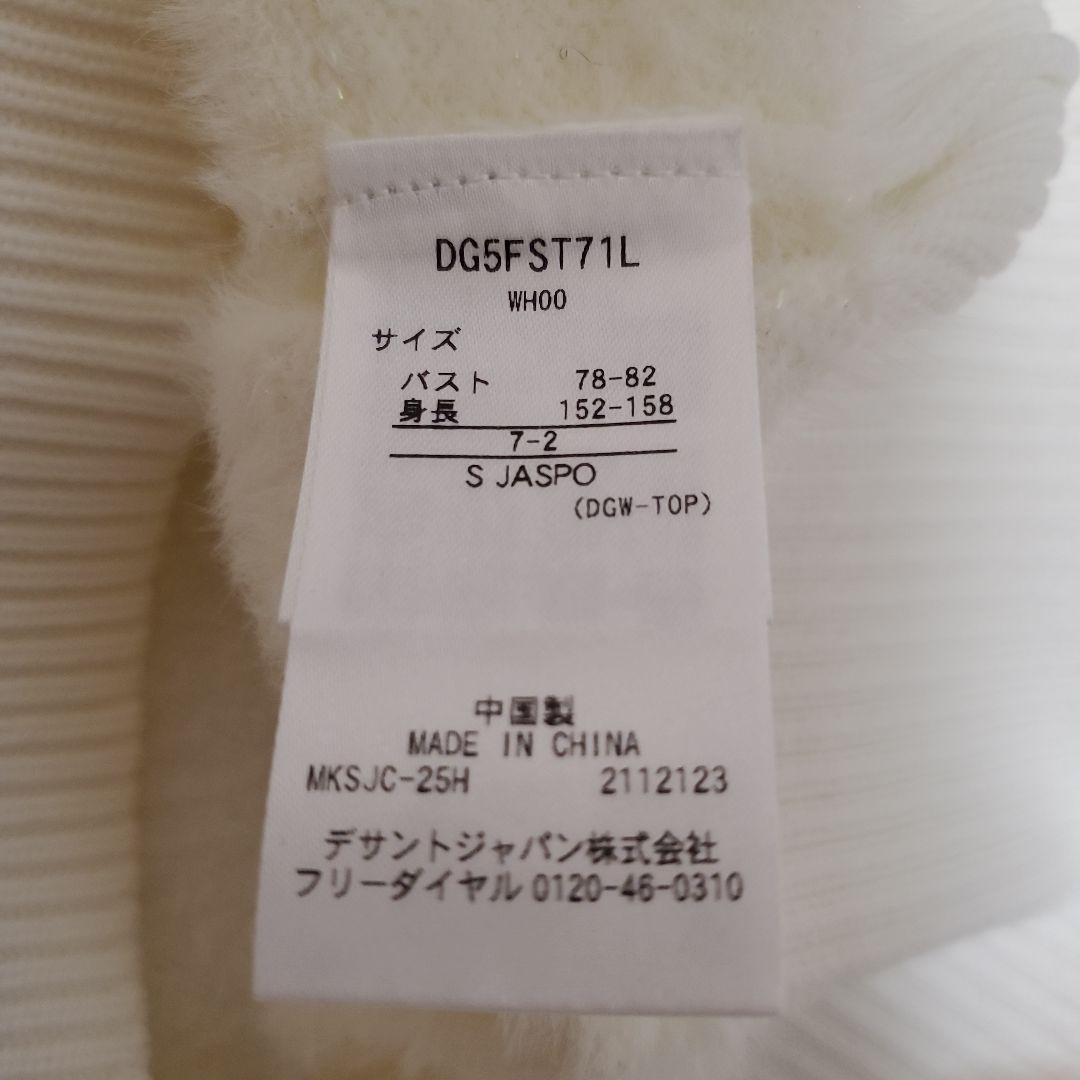 DG5FST71L
WH00
サイズ
バスト 78-82
身長 152-158
7-2
S JASPO
(DGW-TOP)
中国製
MADE IN CHINA
MKSJC-25H 2112123
デサントジャパン株式会社
フリーダイヤル 0120-46-0310